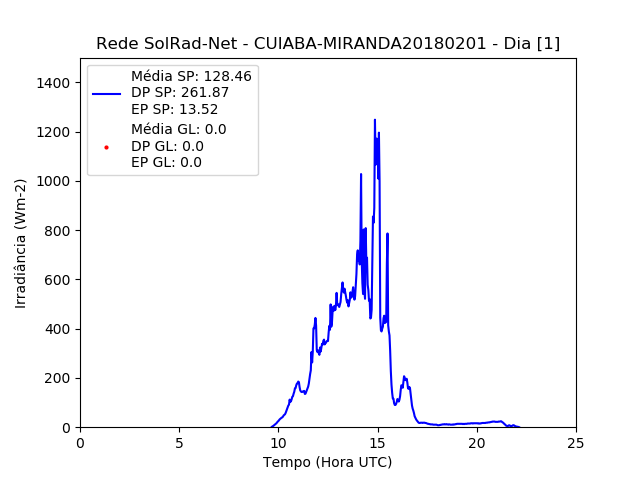 Rede SolRad-Net - CUIABA-MIRANDA20180201 - Dia [1]
Média SP: 128.46
DP SP: 261.87
EP SP: 13.52
Média GL: 0.0
DP GL: 0.0
EP GL: 0.0
1400
1200
1000
800
600
400
200
0
Irradiância (Wm-2)
0 5 10 15 20 25
Tempo (Hora UTC)